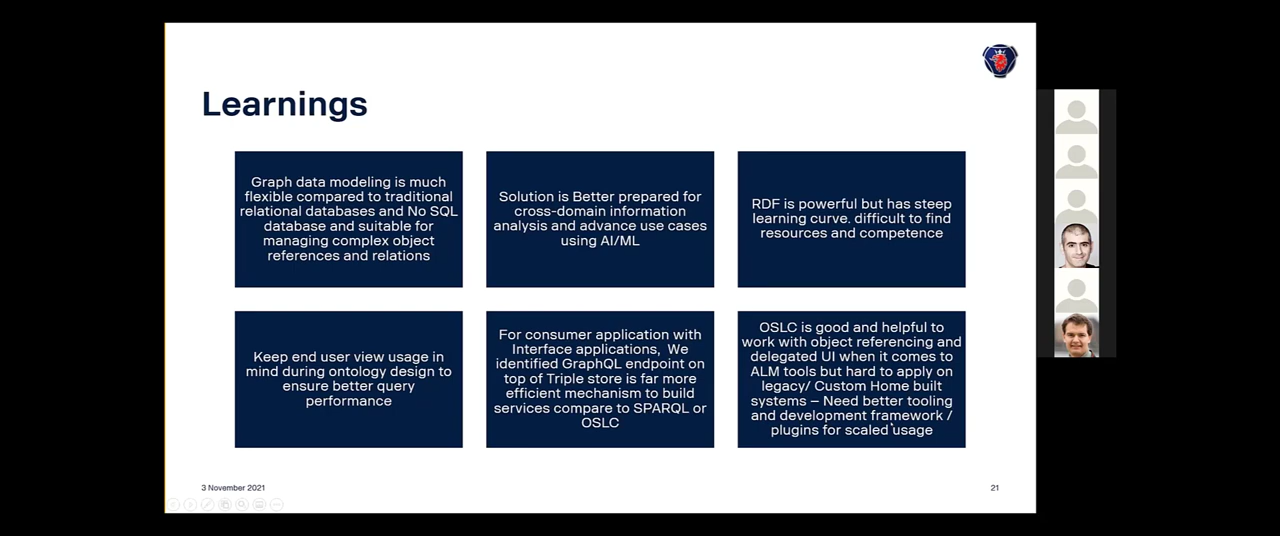 Learnings
Graph data modeling is much
flexible compared to traditional
relational databases and No SQL
database and suitable for
managing complex object
references and relations
Solution is Better prepared for
cross-domain information
analysis and advance use cases
using AI/ML
RDF is powerful but has steep
learning curve. difficult to find
resources and competence
Keep end user view usage in
mind during ontology design to
ensure better query
performance
For consumer application with
Interface applications, We
identified GraphQL endpoint on
top of Triple store is far more
efficient mechanism to build
services compare to SPARQL or
OSLC
OSLC is good and helpful to
work with object referencing and
delegated UI when it comes to
ALM tools but hard to apply on
legacy/ Custom Home built
systems – Need better tooling
and development framework /
plugins for scaled usage
3 November 2021
21